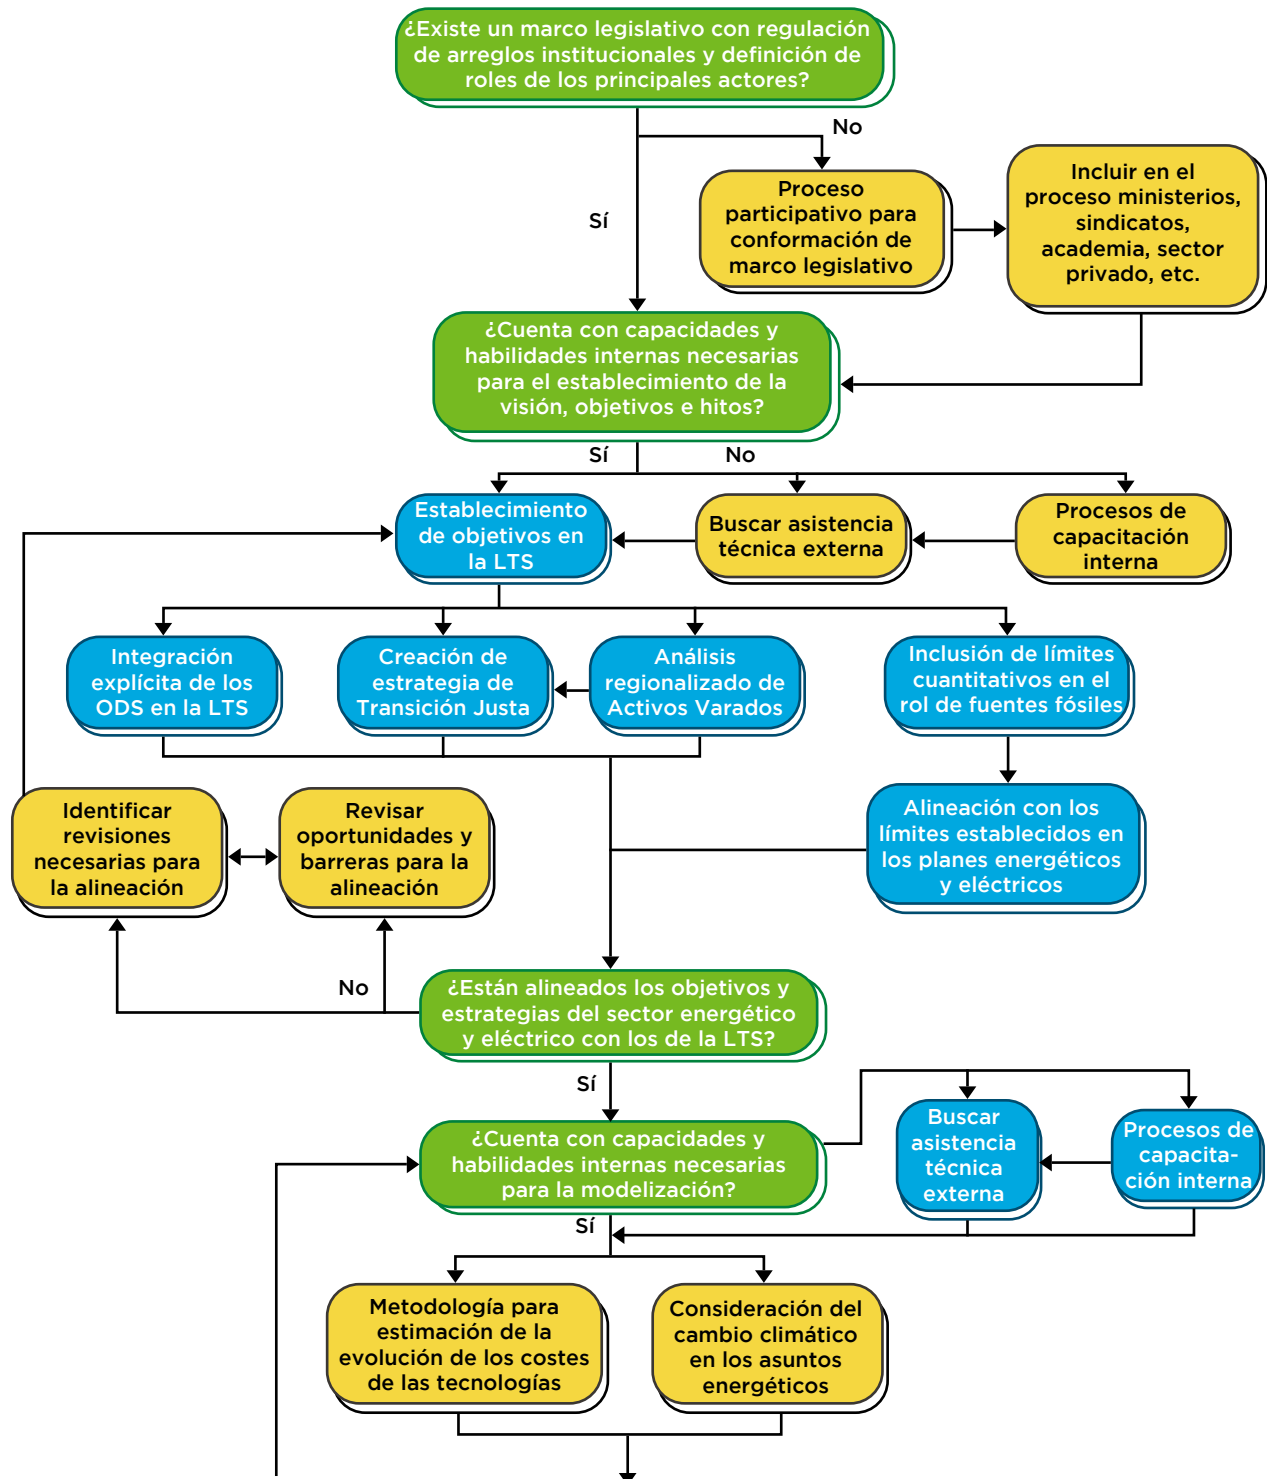 ¿Existe un marco legislativo con regulación
de arreglos institucionales y definición de
roles de los principales actores?
No
Sí
Proceso
participativo para
conformación de
marco legislativo
Incluir en el
proceso ministerios,
sindicatos,
academia, sector
privado, etc.
¿Cuenta con capacidades y
habilidades internas necesarias
para el establecimiento de la
visión, objetivos e hitos?
Sí
No
Establecimiento
de objetivos en
la LTS
Buscar asistencia
técnica externa
Procesos de
capacitación
interna
Integración
explícita de los
ODS en la LTS
Creación de
estrategia de
Transición Justa
Análisis
regionalizado de
Activos Varados
Inclusión de límites
cuantitativos en el
rol de fuentes fósiles
Identificar
revisiones
necesarias para
la alineación
Revisar
oportunidades y
barreras para la
alineación
Alineación con los
límites establecidos en
los planes energéticos
y eléctricos
No
¿Están alineados los objetivos y
estrategias del sector energético
y eléctrico con los de la LTS?
Sí
¿Cuenta con capacidades y
habilidades internas necesarias
para la modelización?
Buscar
asistencia
técnica
externa
Procesos de
capacita-
ción interna
Sí
Metodología para
estimación de la
evolución de los costes
de las tecnologías
Consideración del
cambio climático
en los asuntos
energéticos